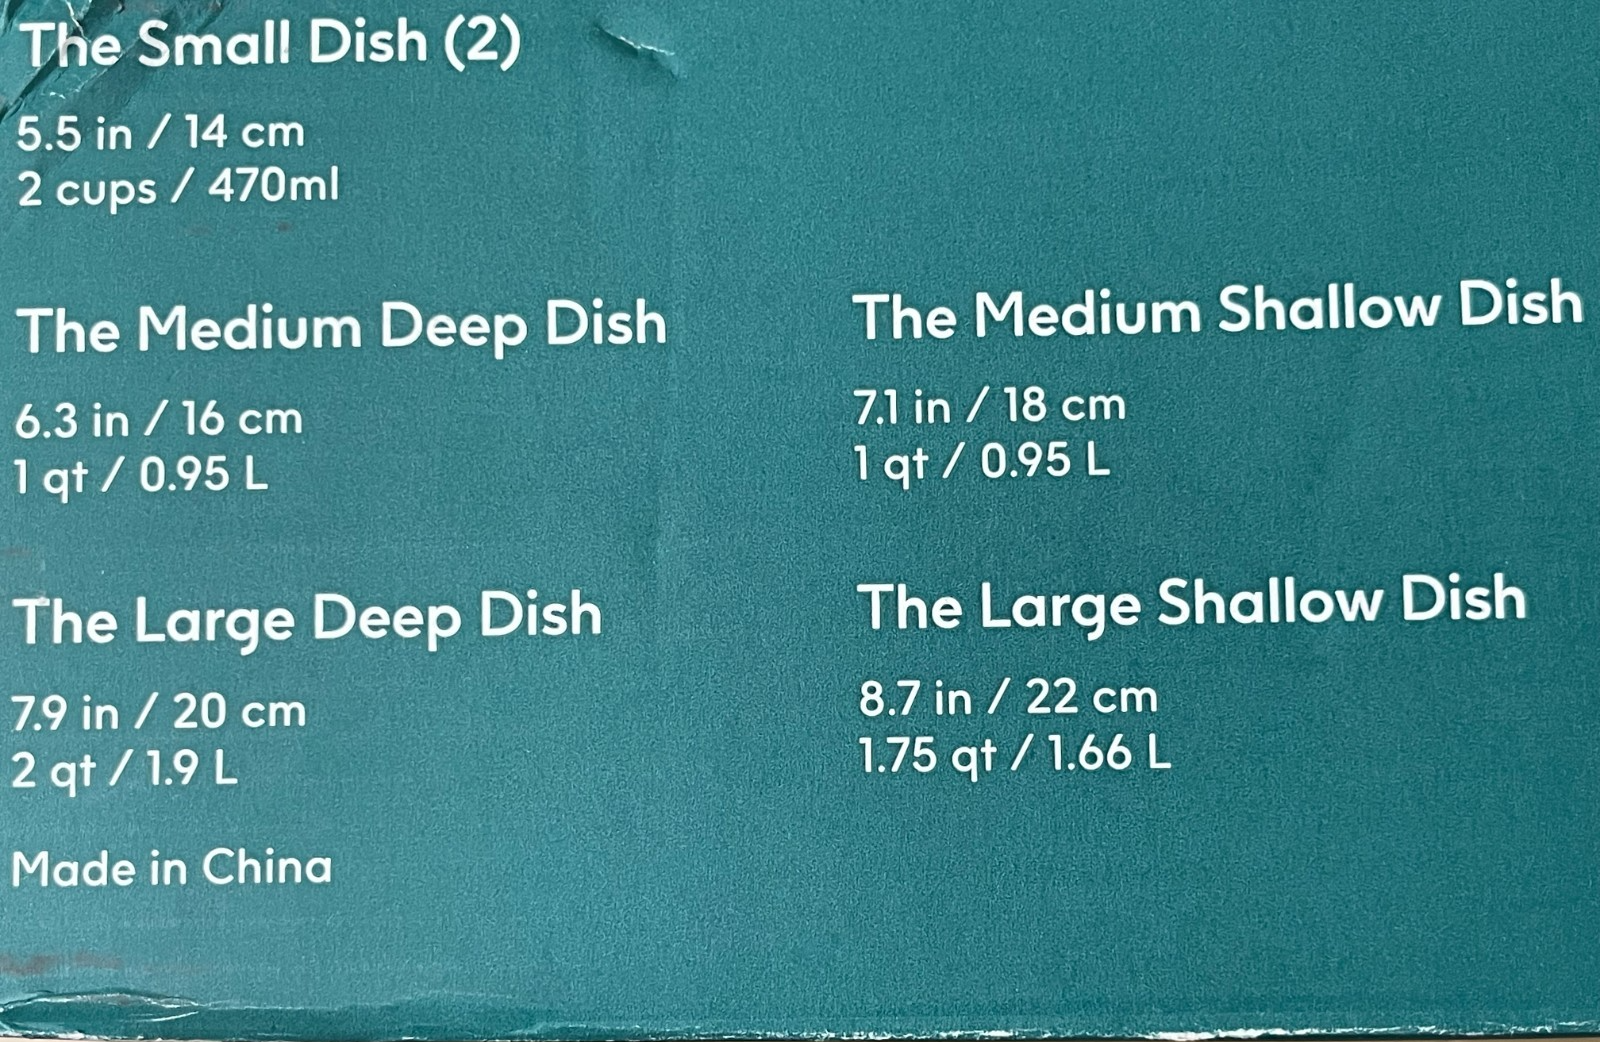 The Small Dish (2)
5.5 in / 14 cm
2 cups / 470ml
The Medium Deep Dish
6.3 in / 16 cm
1 qt / 0.95 L
The Medium Shallow Dish
7.1 in / 18 cm
1 qt / 0.95 L
The Large Deep Dish
7.9 in / 20 cm
2 qt / 1.9 L
The Large Shallow Dish
8.7 in / 22 cm
1.75 qt / 1.66 L
Made in China